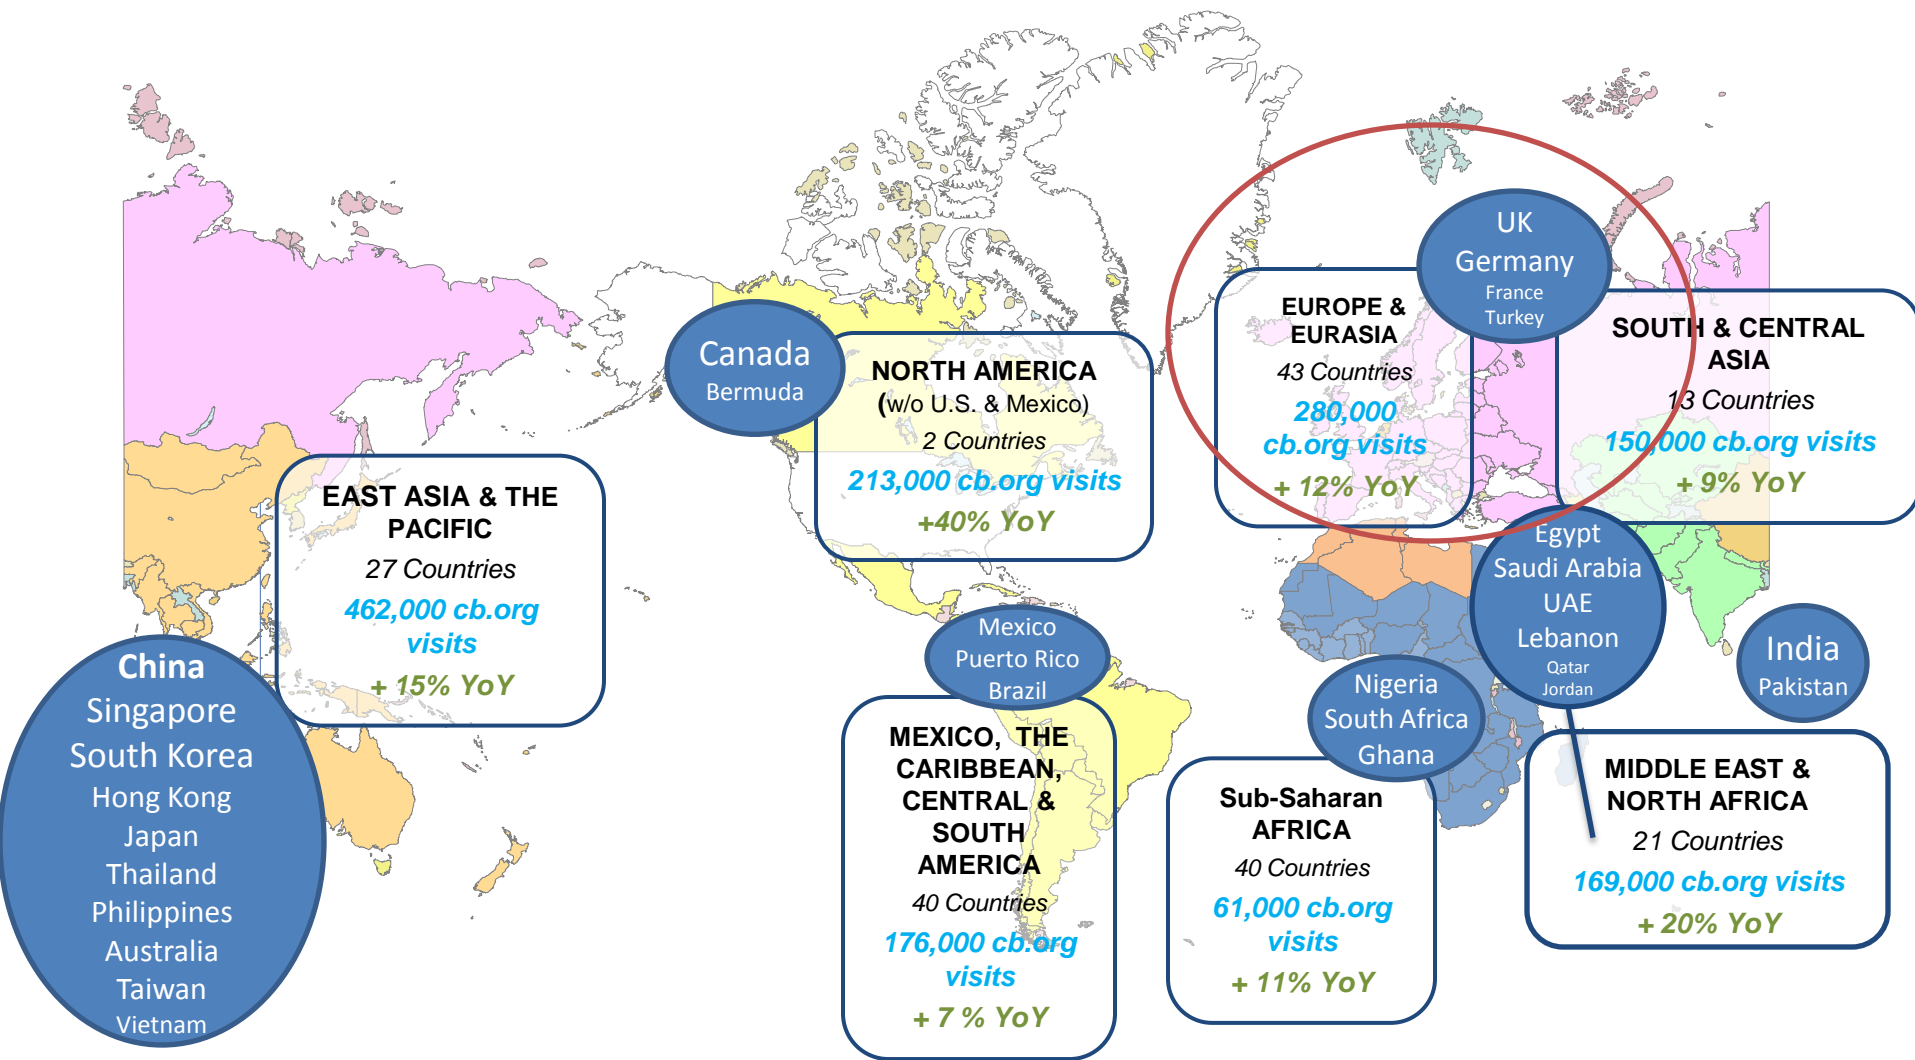 UK
Germany
France
Turkey
EUROPE &
EURASIA
43 Countries
280,000
cb.org visits
+ 12% YoY
SOUTH & CENTRAL
ASIA
13 Countries
150,000 cb.org visits
+ 9% YoY
Canada
Bermuda
NORTH AMERICA
(w/o U.S. & Mexico)
2 Countries
213,000 cb.org visits
+40% YoY
EAST ASIA & THE
PACIFIC
27 Countries
462,000 cb.org
visits
+ 15% YoY
China
Singapore
South Korea
Hong Kong
Japan
Thailand
Philippines
Australia
Taiwan
Vietnam
Mexico
Puerto Rico
Brazil
MEXICO, THE
CARIBBEAN,
CENTRAL &
SOUTH
AMERICA
40 Countries
176,000 cb.org
visits
+ 7 % YoY
Nigeria
South Africa
Ghana
Sub-Saharan
AFRICA
40 Countries
61,000 cb.org
visits
+ 11% YoY
Egypt
Saudi Arabia
UAE
Lebanon
Qatar
Jordan
India
Pakistan
MIDDLE EAST &
NORTH AFRICA
21 Countries
169,000 cb.org visits
+ 20% YoY